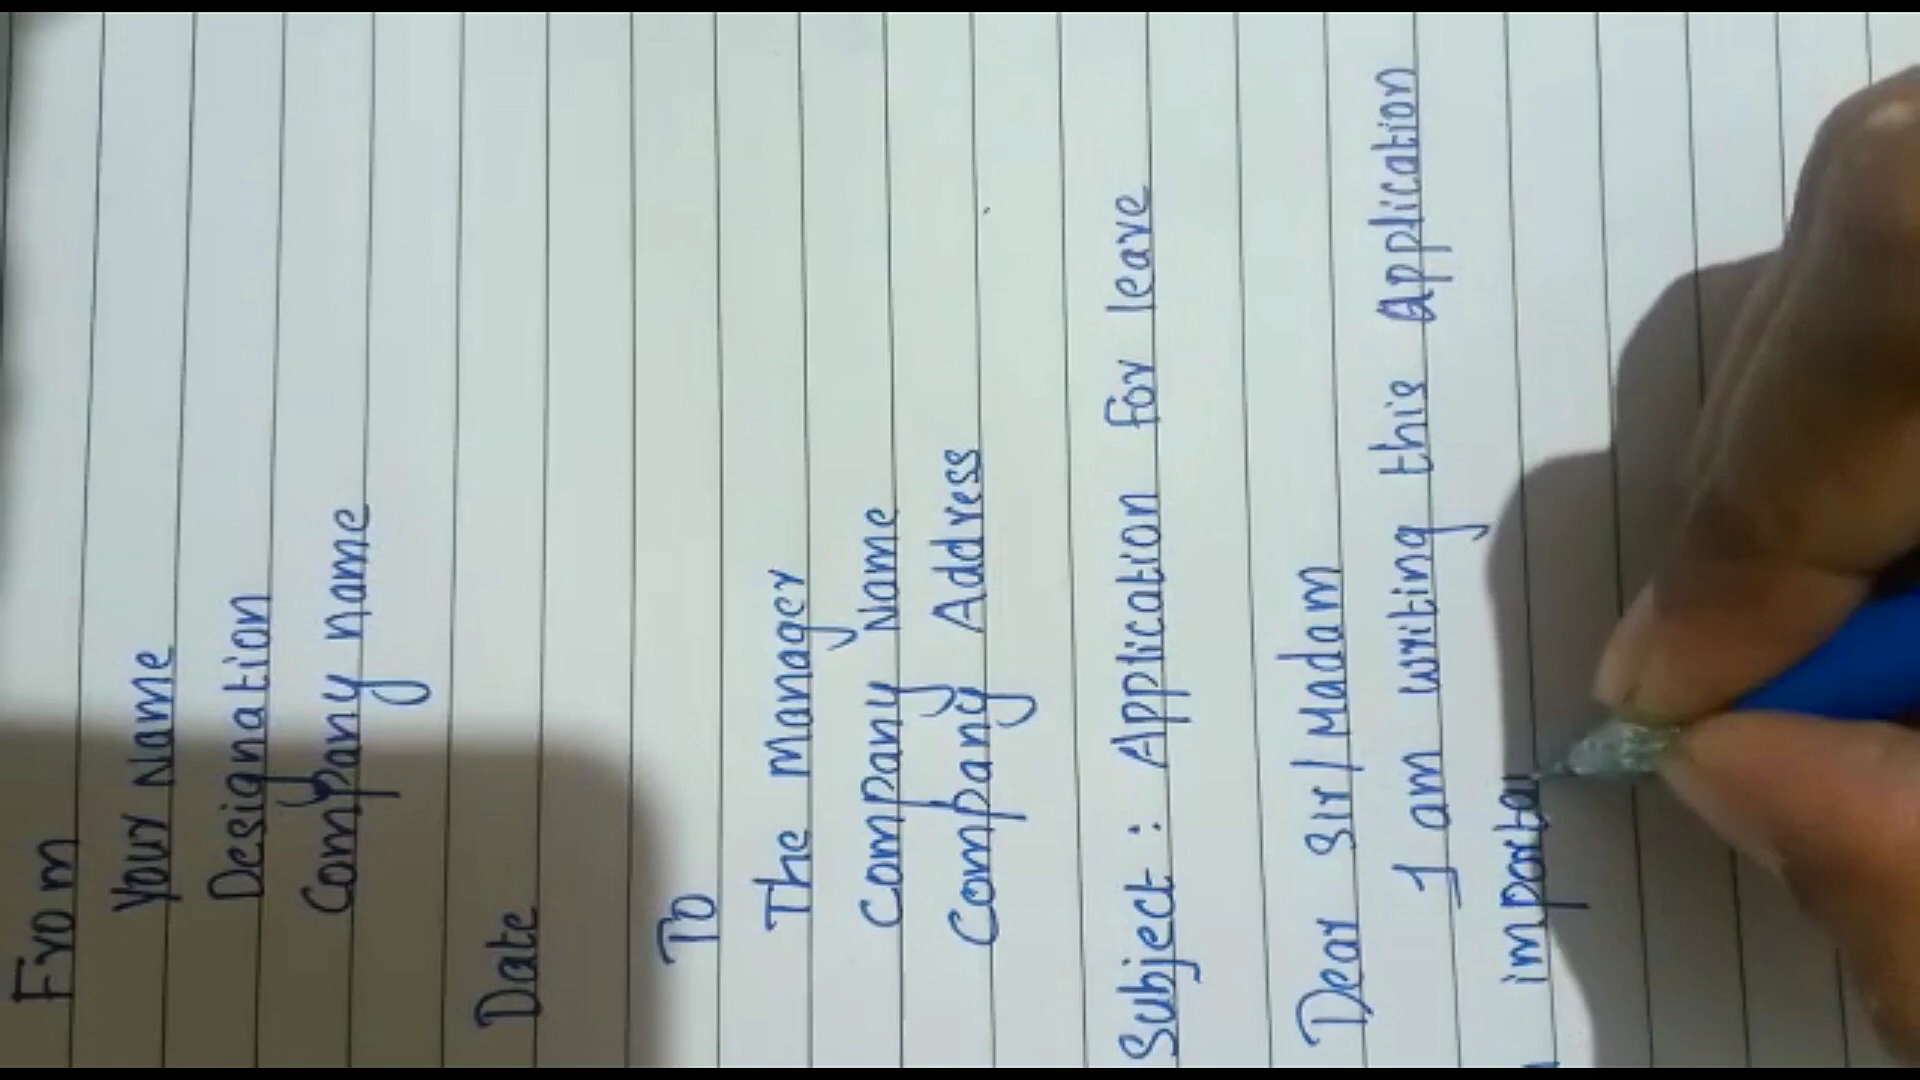 From
Your Name
Designation
Company name
Date
To
The Manager
Company Name
Company Address
Subject : Application for leave
Dear Sir/Madam
I am writing this application
importa